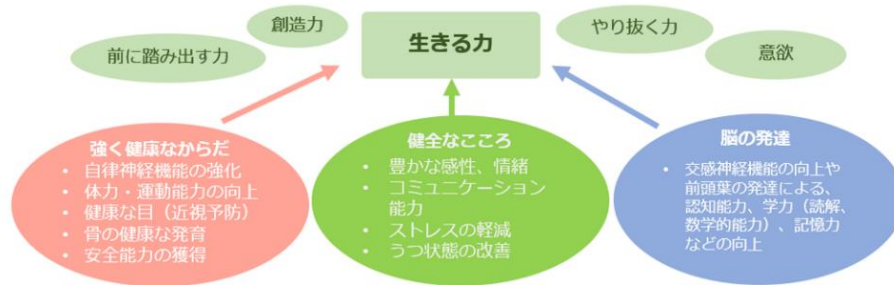 創造力
前に踏み出す力
生きる力
やり抜く力
意欲
強く健康なからだ
• 自律神経機能の強化
• 体力・運動能力の向上
• 健康な目（近視予防）
• 骨の健康な発育
• 安全能力の獲得
健全なこころ
• 豊かな感性、情緒
• コミュニケーション
能力
• ストレスの軽減
• うつ状態の改善
脳の発達
• 交感神経機能の向上や
前頭葉の発達による、
認知能力、学力（読解、
数学的能力）、記憶力
などの向上